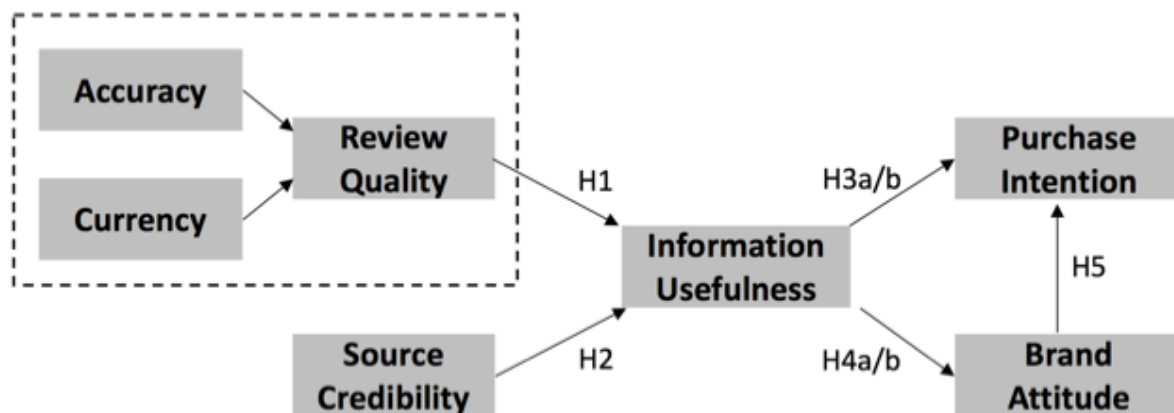 Accuracy
Currency
Review
Quality
H1
Source
Credibility
H2
Information
Usefulness
H3a/b
Purchase
Intention
H5
H4a/b
Brand
Attitude